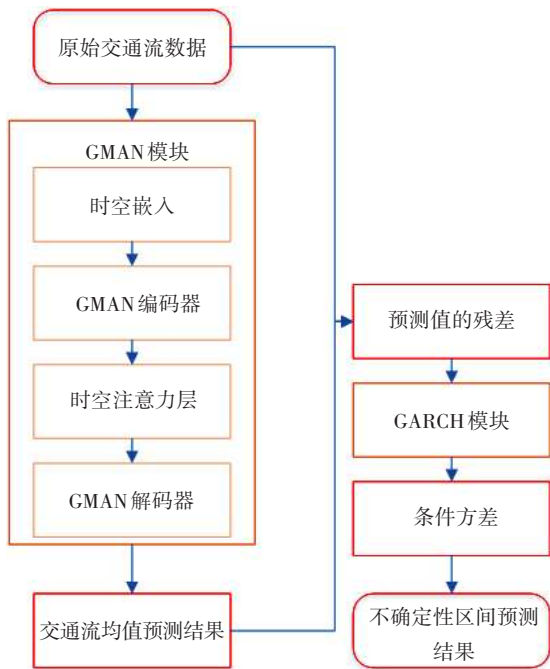 原始交通流数据
GMAN模块
时空嵌入
GMAN编码器
时空注意力层
GMAN解码器
交通流均值预测结果
预测值的残差
GARCH模块
条件方差
不确定性区间预测
结果